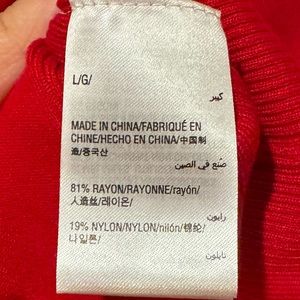 L/G/
كبير
MADE IN CHINA/FABRIQUÉ EN
CHINE/HECHO EN CHINA/中国制
造/중국산
صنع في الصين
81% RAYON/RAYONNE/rayón/
人造丝/레이온/
رايون
19% NYLON/NYLON/nilón/锦纶/
나일론/
نايلون